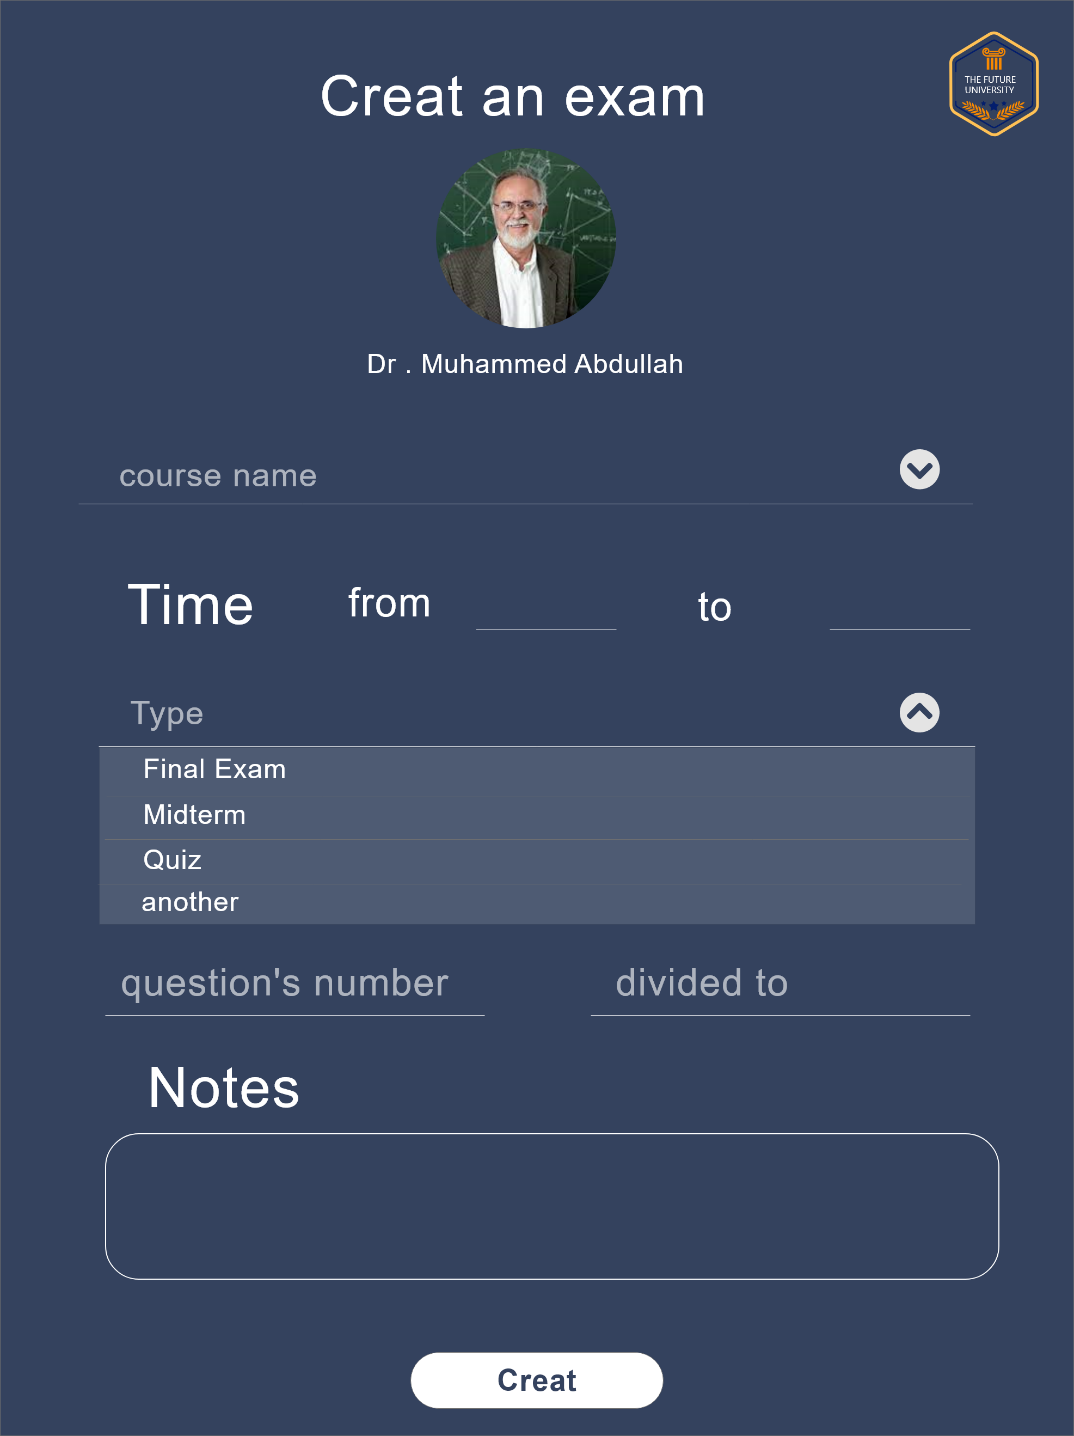 THE FUTURE
UNIVERSITY
Creat an exam
Dr . Muhammed Abdullah
course name
Time from to
Type
Final Exam
Midterm
Quiz
another
question's number divided to
Notes
Creat